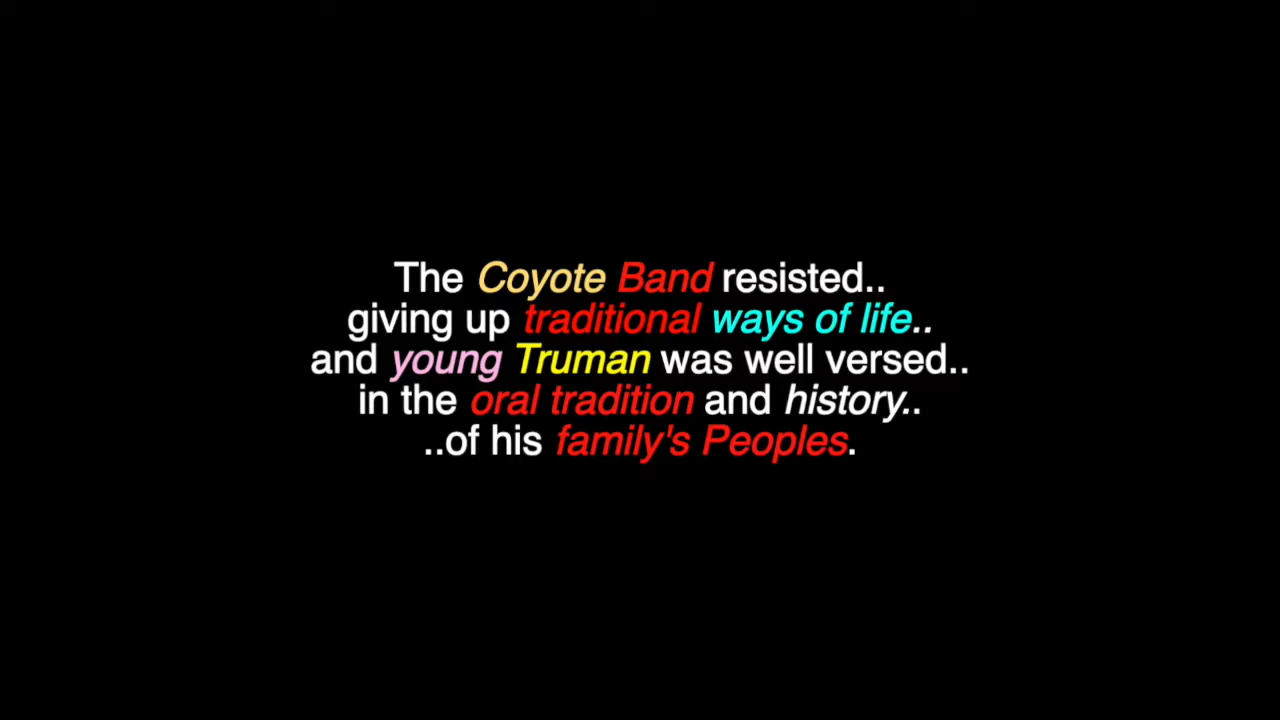 The Coyote Band resisted..
giving up traditional ways of life..
and young Truman was well versed..
in the oral tradition and history..
..of his family's Peoples.